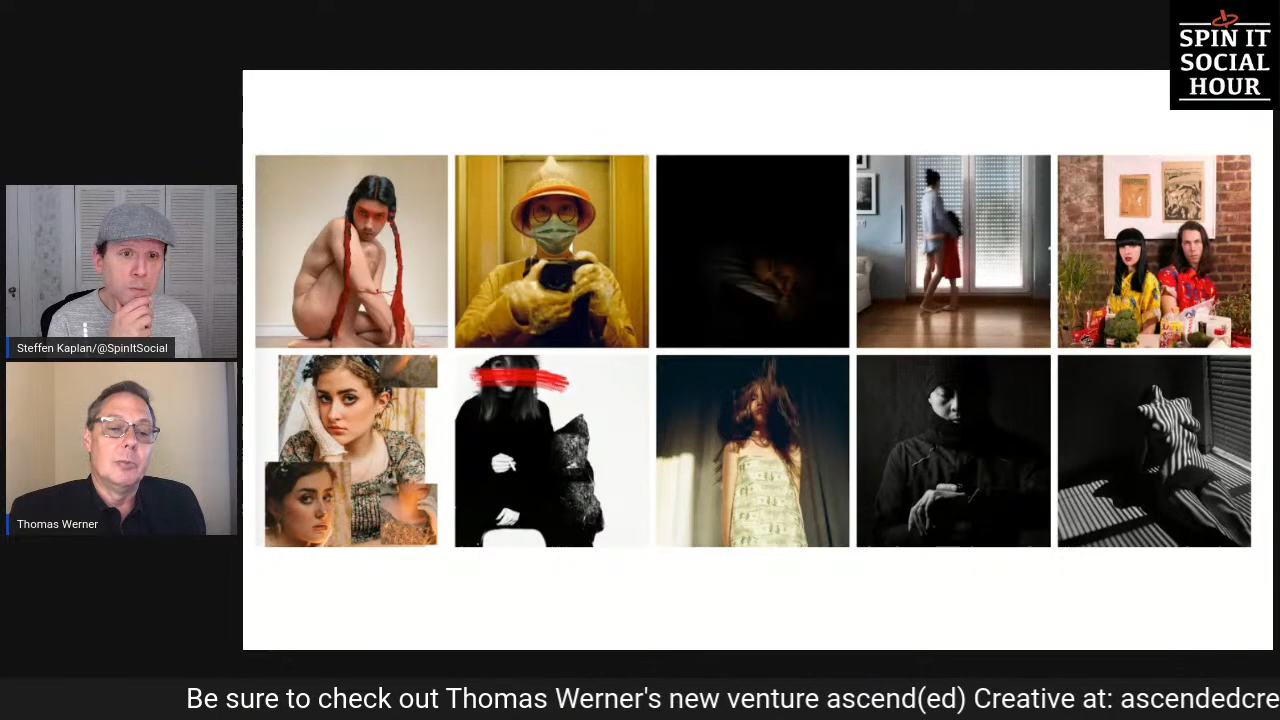 SPIN IT
SOCIAL
HOUR
Steffen Kaplan/@SpinItSocial
Thomas Werner
Be sure to check out Thomas Werner's new venture ascend(ed) Creative at: ascendedcre